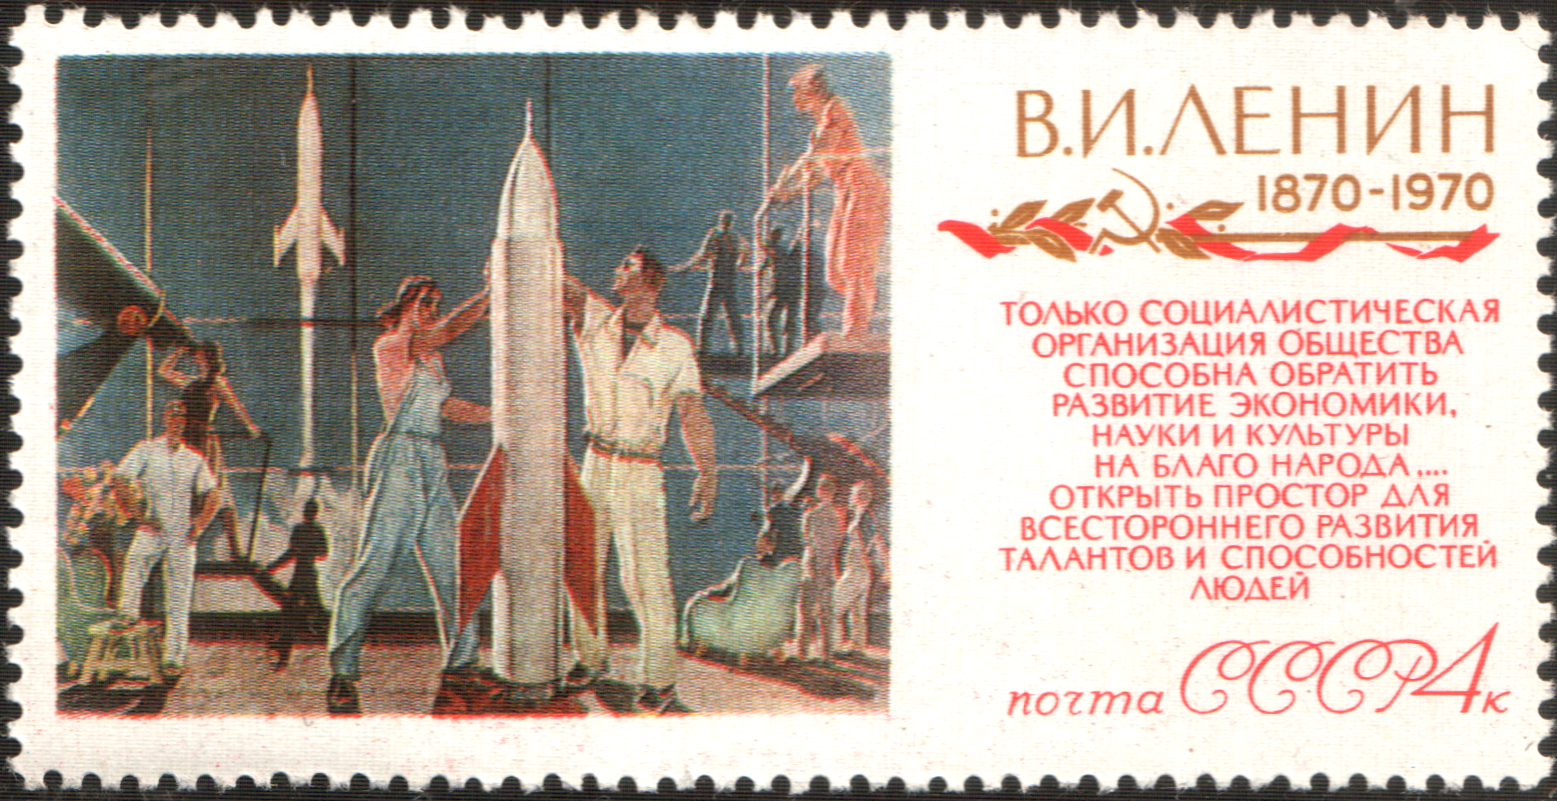 В.И.ЛЕНИН
1870-1970
ТОЛЬКО СОЦИАЛИСТИЧЕСКАЯ
ОРГАНИЗАЦИЯ ОБЩЕСТВА
СПОСОБНА ОБРАТИТЬ
РАЗВИТИЕ ЭКОНОМИКИ,
НАУКИ И КУЛЬТУРЫ
НА БЛАГО НАРОДА ,...
ОТКРЫТЬ ПРОСТОР ДЛЯ
ВСЕСТОРОННЕГО РАЗВИТИЯ
ТАЛАНТОВ И СПОСОБНОСТЕЙ
ЛЮДЕЙ
почта СССР 4к